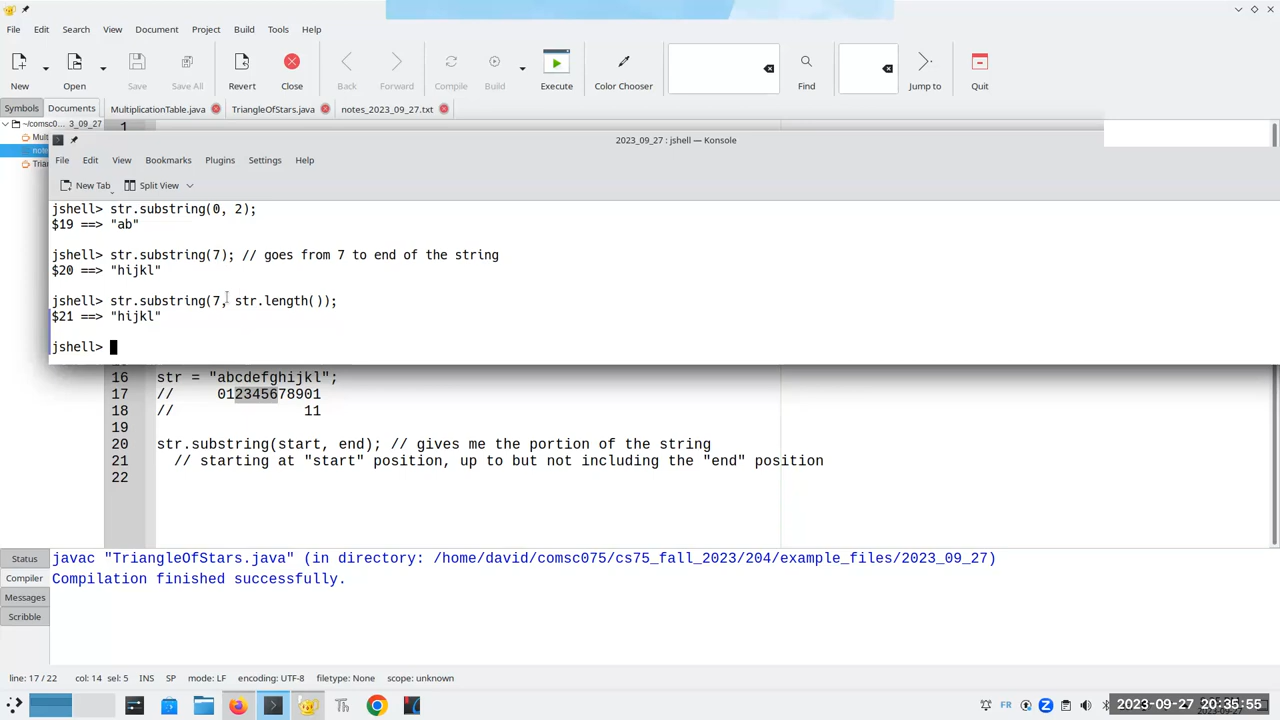 File Edit Search View Document Project Build Tools Help
New Open Save Save All Revert Close Back Forward Compile Build Execute Color Chooser Find Jump to Quit
Symbols Documents MultiplicationTable.java TriangleOfStars.java notes_2023_09_27.txt
~/comsc0... 3_09_27 1
Mult
note
Tria
2023_09_27 : jshell — Konsole
File Edit View Bookmarks Plugins Settings Help
New Tab Split View
jshell> str.substring(0, 2);
$19 ==> "ab"
jshell> str.substring(7); // goes from 7 to end of the string
$20 ==> "hijkl"
jshell> str.substring(7, str.length());
$21 ==> "hijkl"
jshell>
16 str = "abcdefghijkl";
17 // 012345678901
18 // 11
19
20 str.substring(start, end); // gives me the portion of the string
21 // starting at "start" position, up to but not including the "end" position
22
Status
Compiler
Messages
Scribble
javac "TriangleOfStars.java" (in directory: /home/david/comsc075/cs75_fall_2023/204/example_files/2023_09_27)
Compilation finished successfully.
line: 17 / 22 col: 14 sel: 5 INS SP mode: LF encoding: UTF-8 filetype: None scope: unknown
FR 2023-09-27 20:35:55